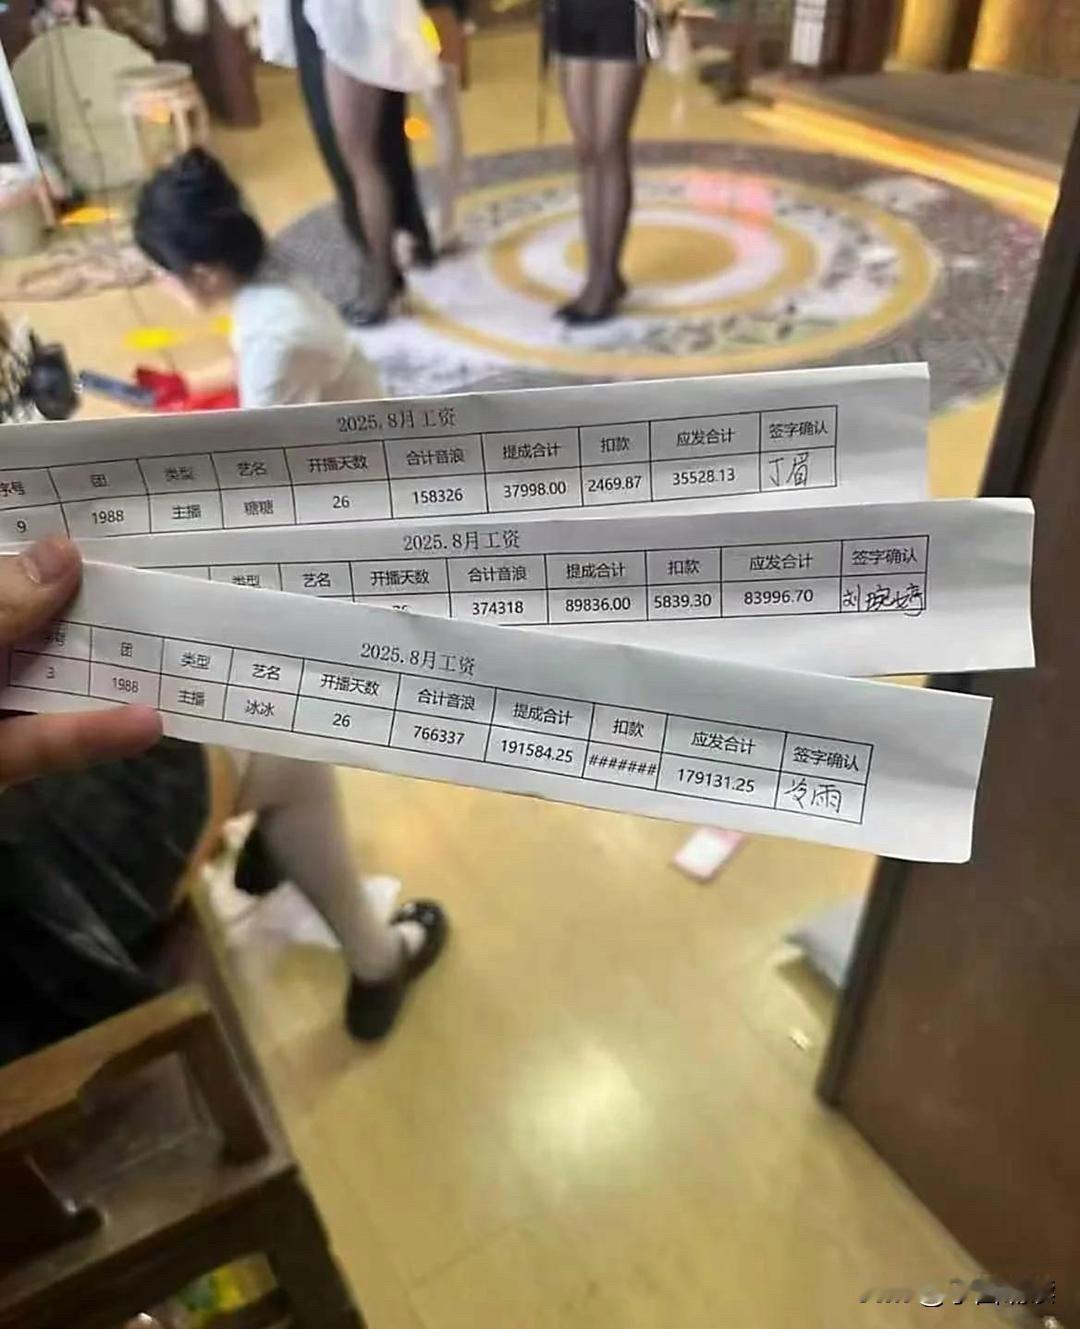 2025.8月工资
序号 团 类型 艺名 开播天数 合计音浪 提成合计 扣款 应发合计 签字确认
9 1988 主播 糖糖 26 158326 37998.00 2469.87 35528.13 丁眉
2025.8月工资
类型 艺名 开播天数 合计音浪 提成合计 扣款 应发合计 签字确认
374318 89836.00 5839.30 83996.70 刘琬婷
2025.8月工资
序号 团 类型 艺名 开播天数 合计音浪 提成合计 扣款 应发合计 签字确认
3 1988 主播 冰冰 26 766337 191584.25 ####### 179131.25 冷雨